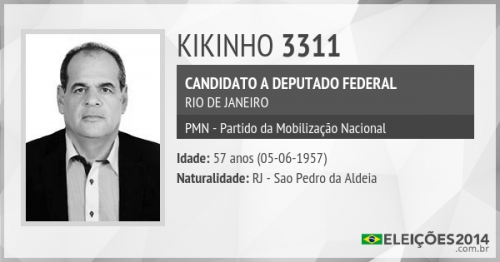 KIKINHO 3311
CANDIDATO A DEPUTADO FEDERAL
RIO DE JANEIRO
PMN - Partido da Mobilização Nacional
Idade: 57 anos (05-06-1957)
Naturalidade: RJ - Sao Pedro da Aldeia
ELEIÇÕES2014
.com.br